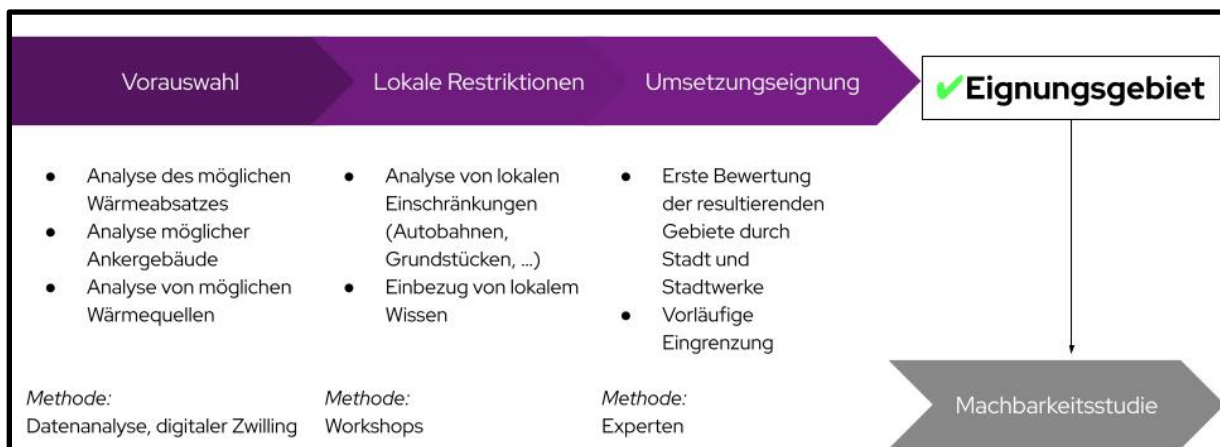 Vorauswahl
Lokale Restriktionen
Umsetzungseignung
✔Eignungsgebiet
● Analyse des möglichen
Wärmeabsatzes
● Analyse möglicher
Ankergebäude
● Analyse von möglichen
Wärmequellen
Methode:
Datenanalyse, digitaler Zwilling
● Analyse von lokalen
Einschränkungen
(Autobahnen,
Grundstücken, ...)
● Einbezug von lokalem
Wissen
Methode:
Workshops
● Erste Bewertung
der resultierenden
Gebiete durch
Stadt und
Stadtwerke
● Vorläufige
Eingrenzung
Methode:
Experten
Machbarkeitsstudie